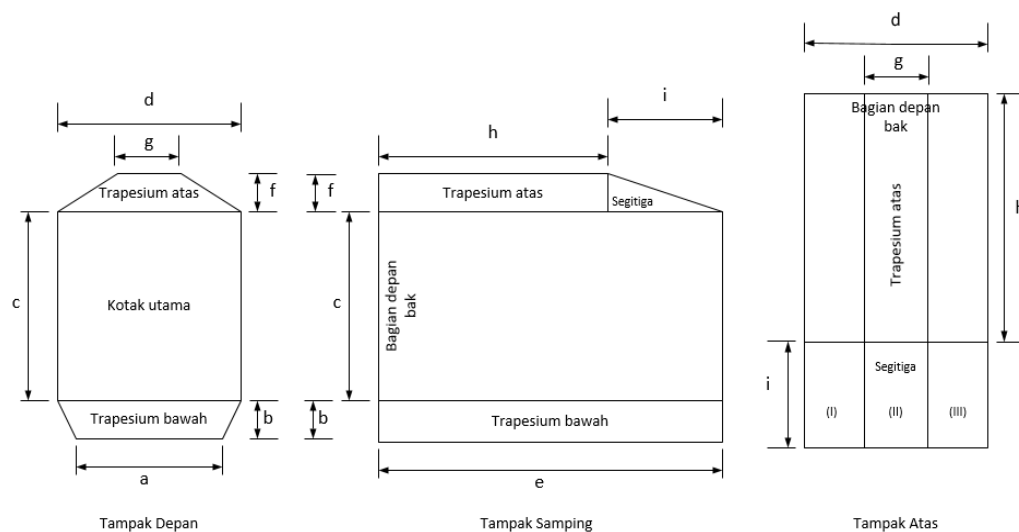 d
g
f
Trapesium atas
c
Kotak utama
Trapesium bawah
b
a
Tampak Depan
i
h
f
Trapesium atas
Segitiga
c
Bagian depan
bak
b
Trapesium bawah
e
Tampak Samping
d
g
Bagian depan
bak
Trapesium atas
h
i
Segitiga
(I)
(II)
(III)
Tampak Atas